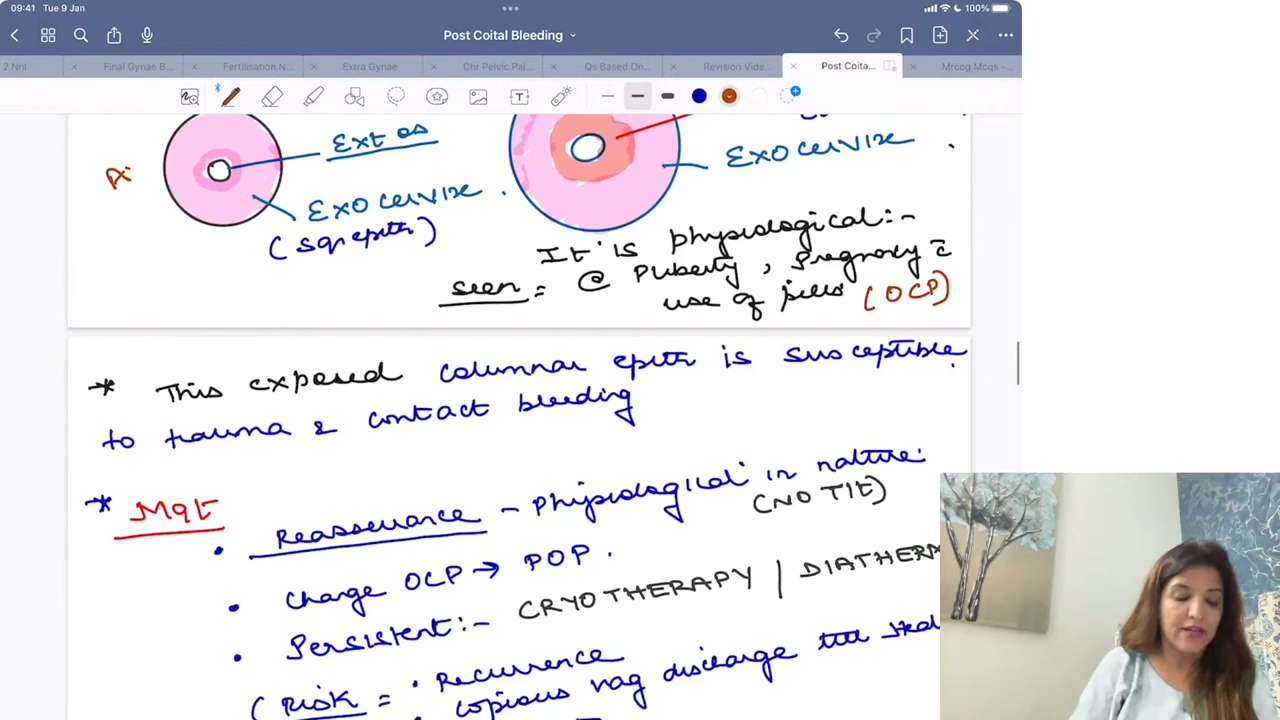 09:41 Tue 9 Jan
100%
Post Coital Bleeding
2 Nnl
Final Gynae B...
Fertilisation N...
Extra Gynae
Chr Pelvic Pai...
Qs Based On...
Revision Vide...
Post Coita...
Mrcog Mcqs -...
Ext os
Exo cervix
(sq epith)
Exo cervix
It is physiological:-
seen = @ Puberty, Pregnancy c̄
use of pills (OCP)
* This exposed columnar epith is susceptible
to trauma & contact bleeding
* Mgt
• Reassurance - Physiological in nature.
(NO T/t)
• Change OCP → POP.
• Persistent:- CRYOTHERAPY | DIATHERA
(Risk = • Recurrence
• copious vag discharge